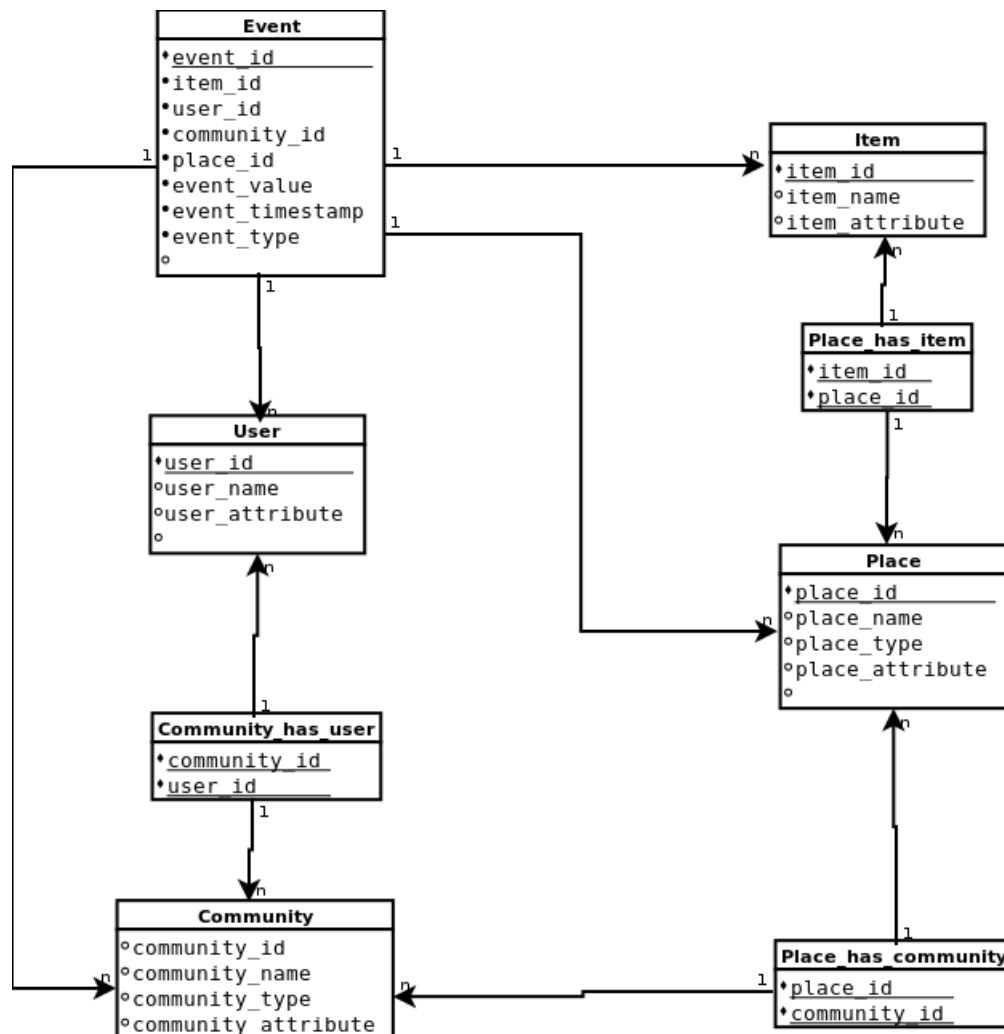 Event
event_id
item_id
user_id
community_id
place_id
event_value
event_timestamp
event_type
1
1
n
1
1
n
Item
item_id
item_name
item_attribute
n
1
Place_has_item
item_id
place_id
1
n
User
user_id
user_name
user_attribute
n
1
Place
place_id
place_name
place_type
place_attribute
n
n
Community_has_user
community_id
user_id
1
n
Community
community_id
community_name
community_type
community_attribute
n
n
1
1
Place_has_community
place_id
community_id